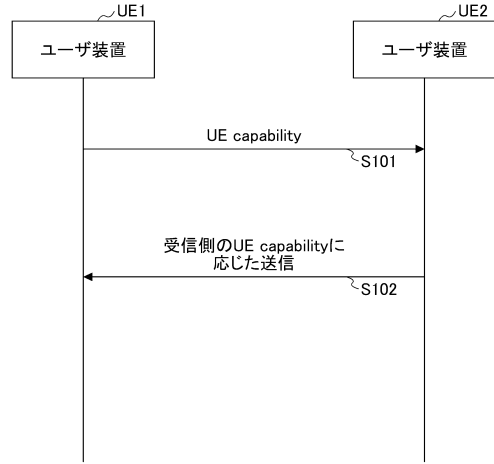 UE1
UE2
ユーザ装置
ユーザ装置
UE capability
S101
受信側のUE capabilityに
応じた送信
S102